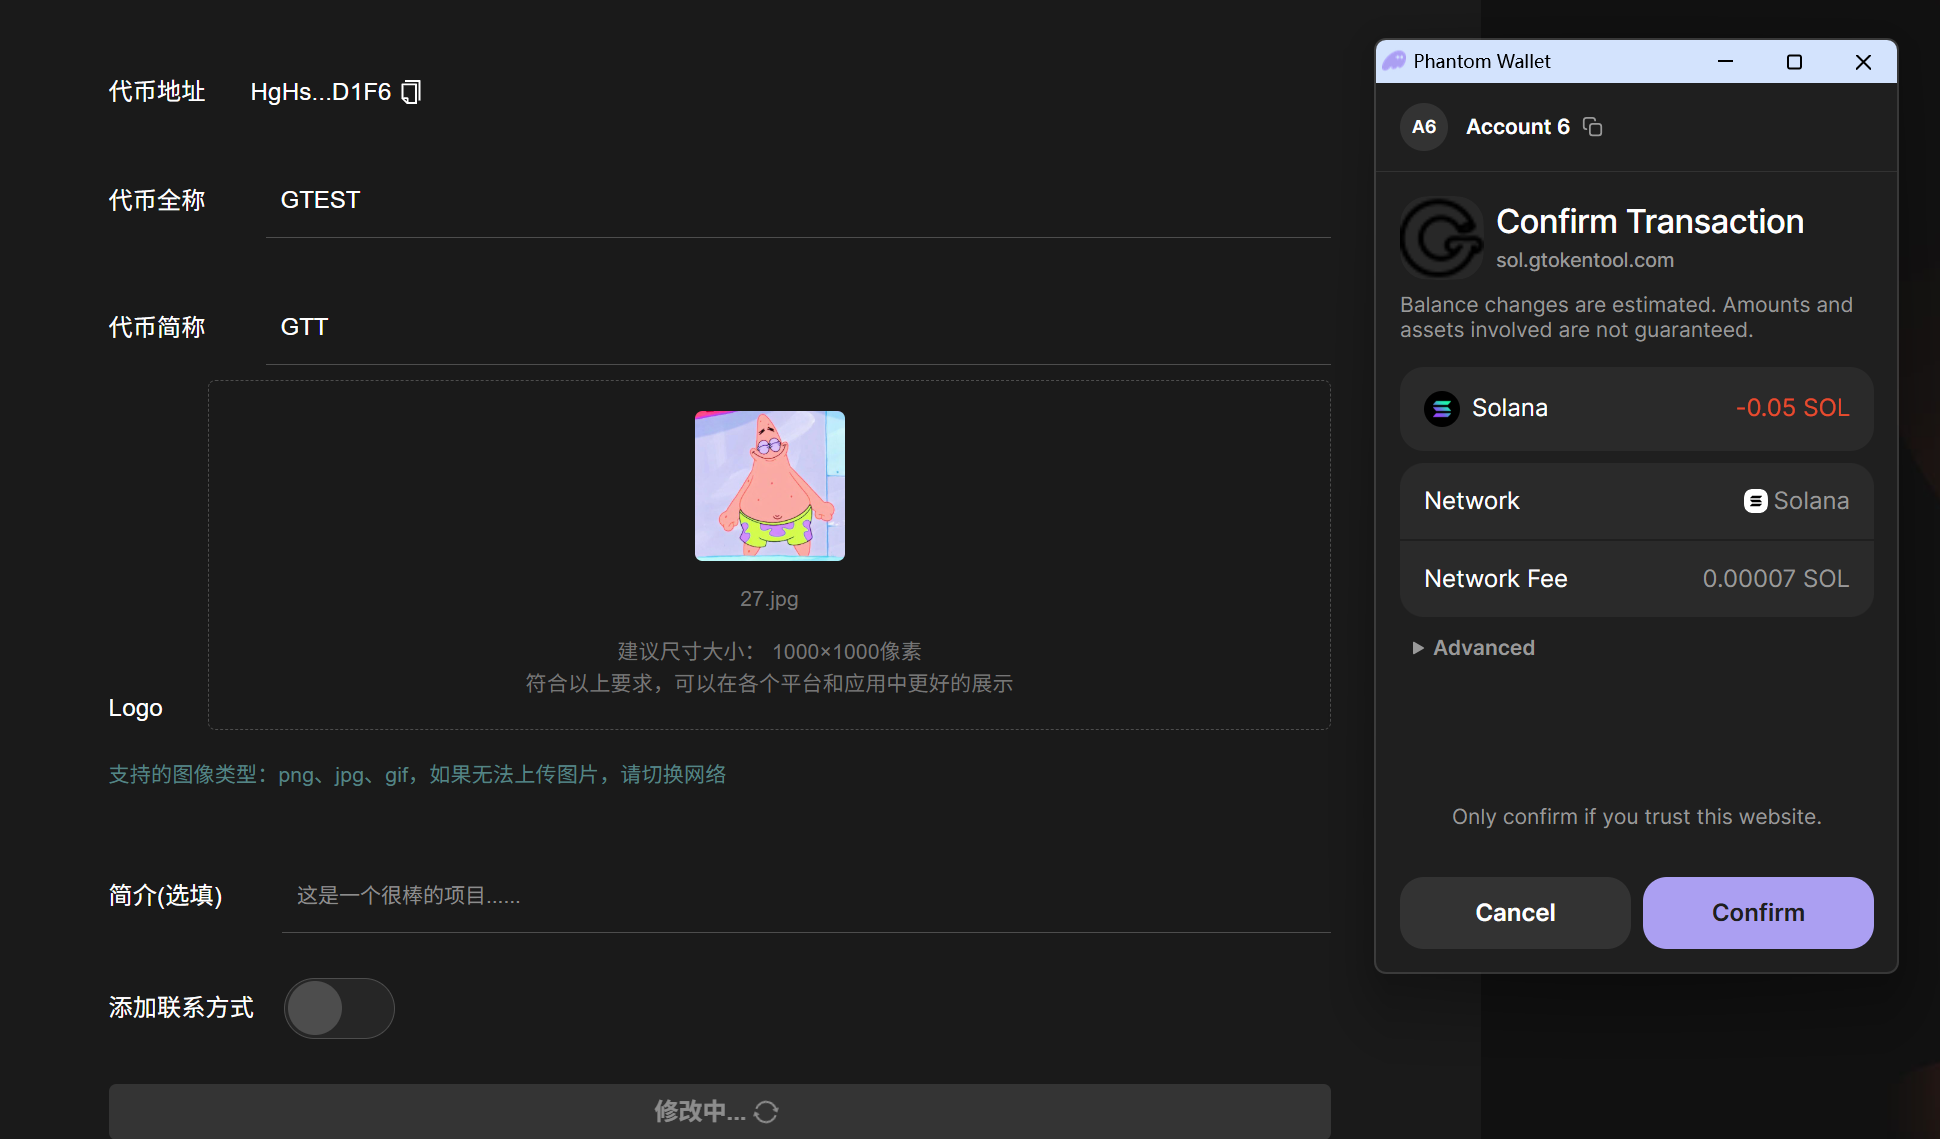 代币地址 HgHs...D1F6
代币全称 GTEST
代币简称 GTT
27.jpg
建议尺寸大小： 1000×1000像素
符合以上要求，可以在各个平台和应用中更好的展示
Logo
支持的图像类型：png、jpg、gif，如果无法上传图片，请切换网络
简介(选填) 这是一个很棒的项目......
添加联系方式
修改中...
Phantom Wallet
A6 Account 6
Confirm Transaction
sol.gtokentool.com
Balance changes are estimated. Amounts and
assets involved are not guaranteed.
Solana -0.05 SOL
Network Solana
Network Fee 0.00007 SOL
Advanced
Only confirm if you trust this website.
Cancel Confirm